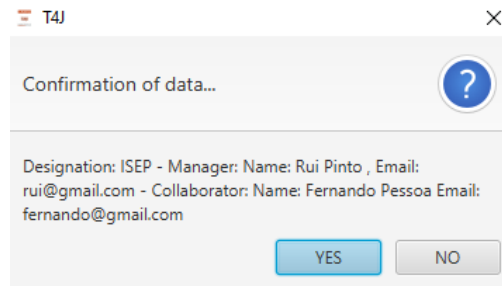 T4J
Confirmation of data...
?
Designation: ISEP - Manager: Name: Rui Pinto , Email:
rui@gmail.com - Collaborator: Name: Fernando Pessoa Email:
fernando@gmail.com
YES NO